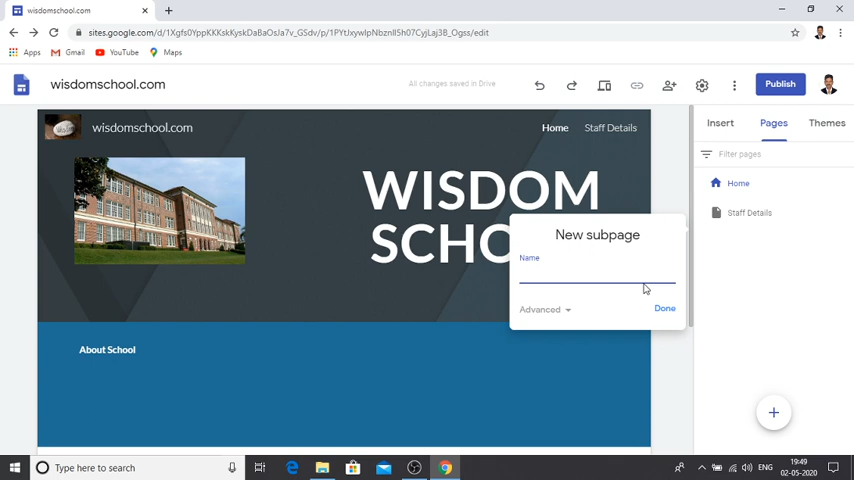 wisdomschool.com
sites.google.com/d/1Xgfs0YppKKKskKyskDaBaOsJa7v_GSdv/p/1PYtJxywlpNbznll5h07CyjLaj3B_Ogss/edit
Apps Gmail YouTube Maps
wisdomschool.com
All changes saved in Drive
Publish
wisdomschool.com
Home Staff Details
WISDOM
SCHO
Insert Pages Themes
Filter pages
Home
Staff Details
New subpage
Name
Advanced
Done
About School
Type here to search
ENG
19:49
02-05-2020